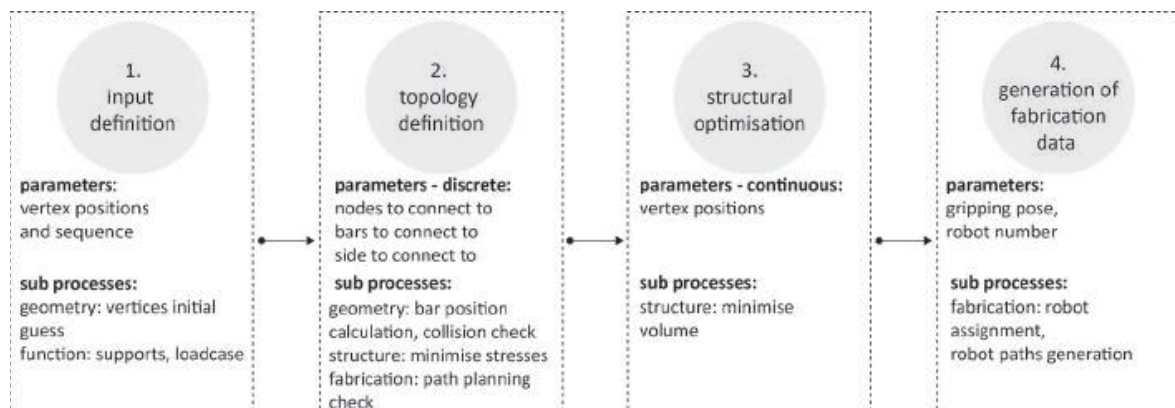 1.
input
definition
parameters:
vertex positions
and sequence
sub processes:
geometry: vertices initial
guess
function: supports, loadcase
2.
topology
definition
parameters - discrete:
nodes to connect to
bars to connect to
side to connect to
sub processes:
geometry: bar position
calculation, collision check
structure: minimise stresses
fabrication: path planning
check
3.
structural
optimisation
parameters - continuous:
vertex positions
sub processes:
structure: minimise
volume
4.
generation of
fabrication
data
parameters:
gripping pose,
robot number
sub processes:
fabrication: robot
assignment,
robot paths generation